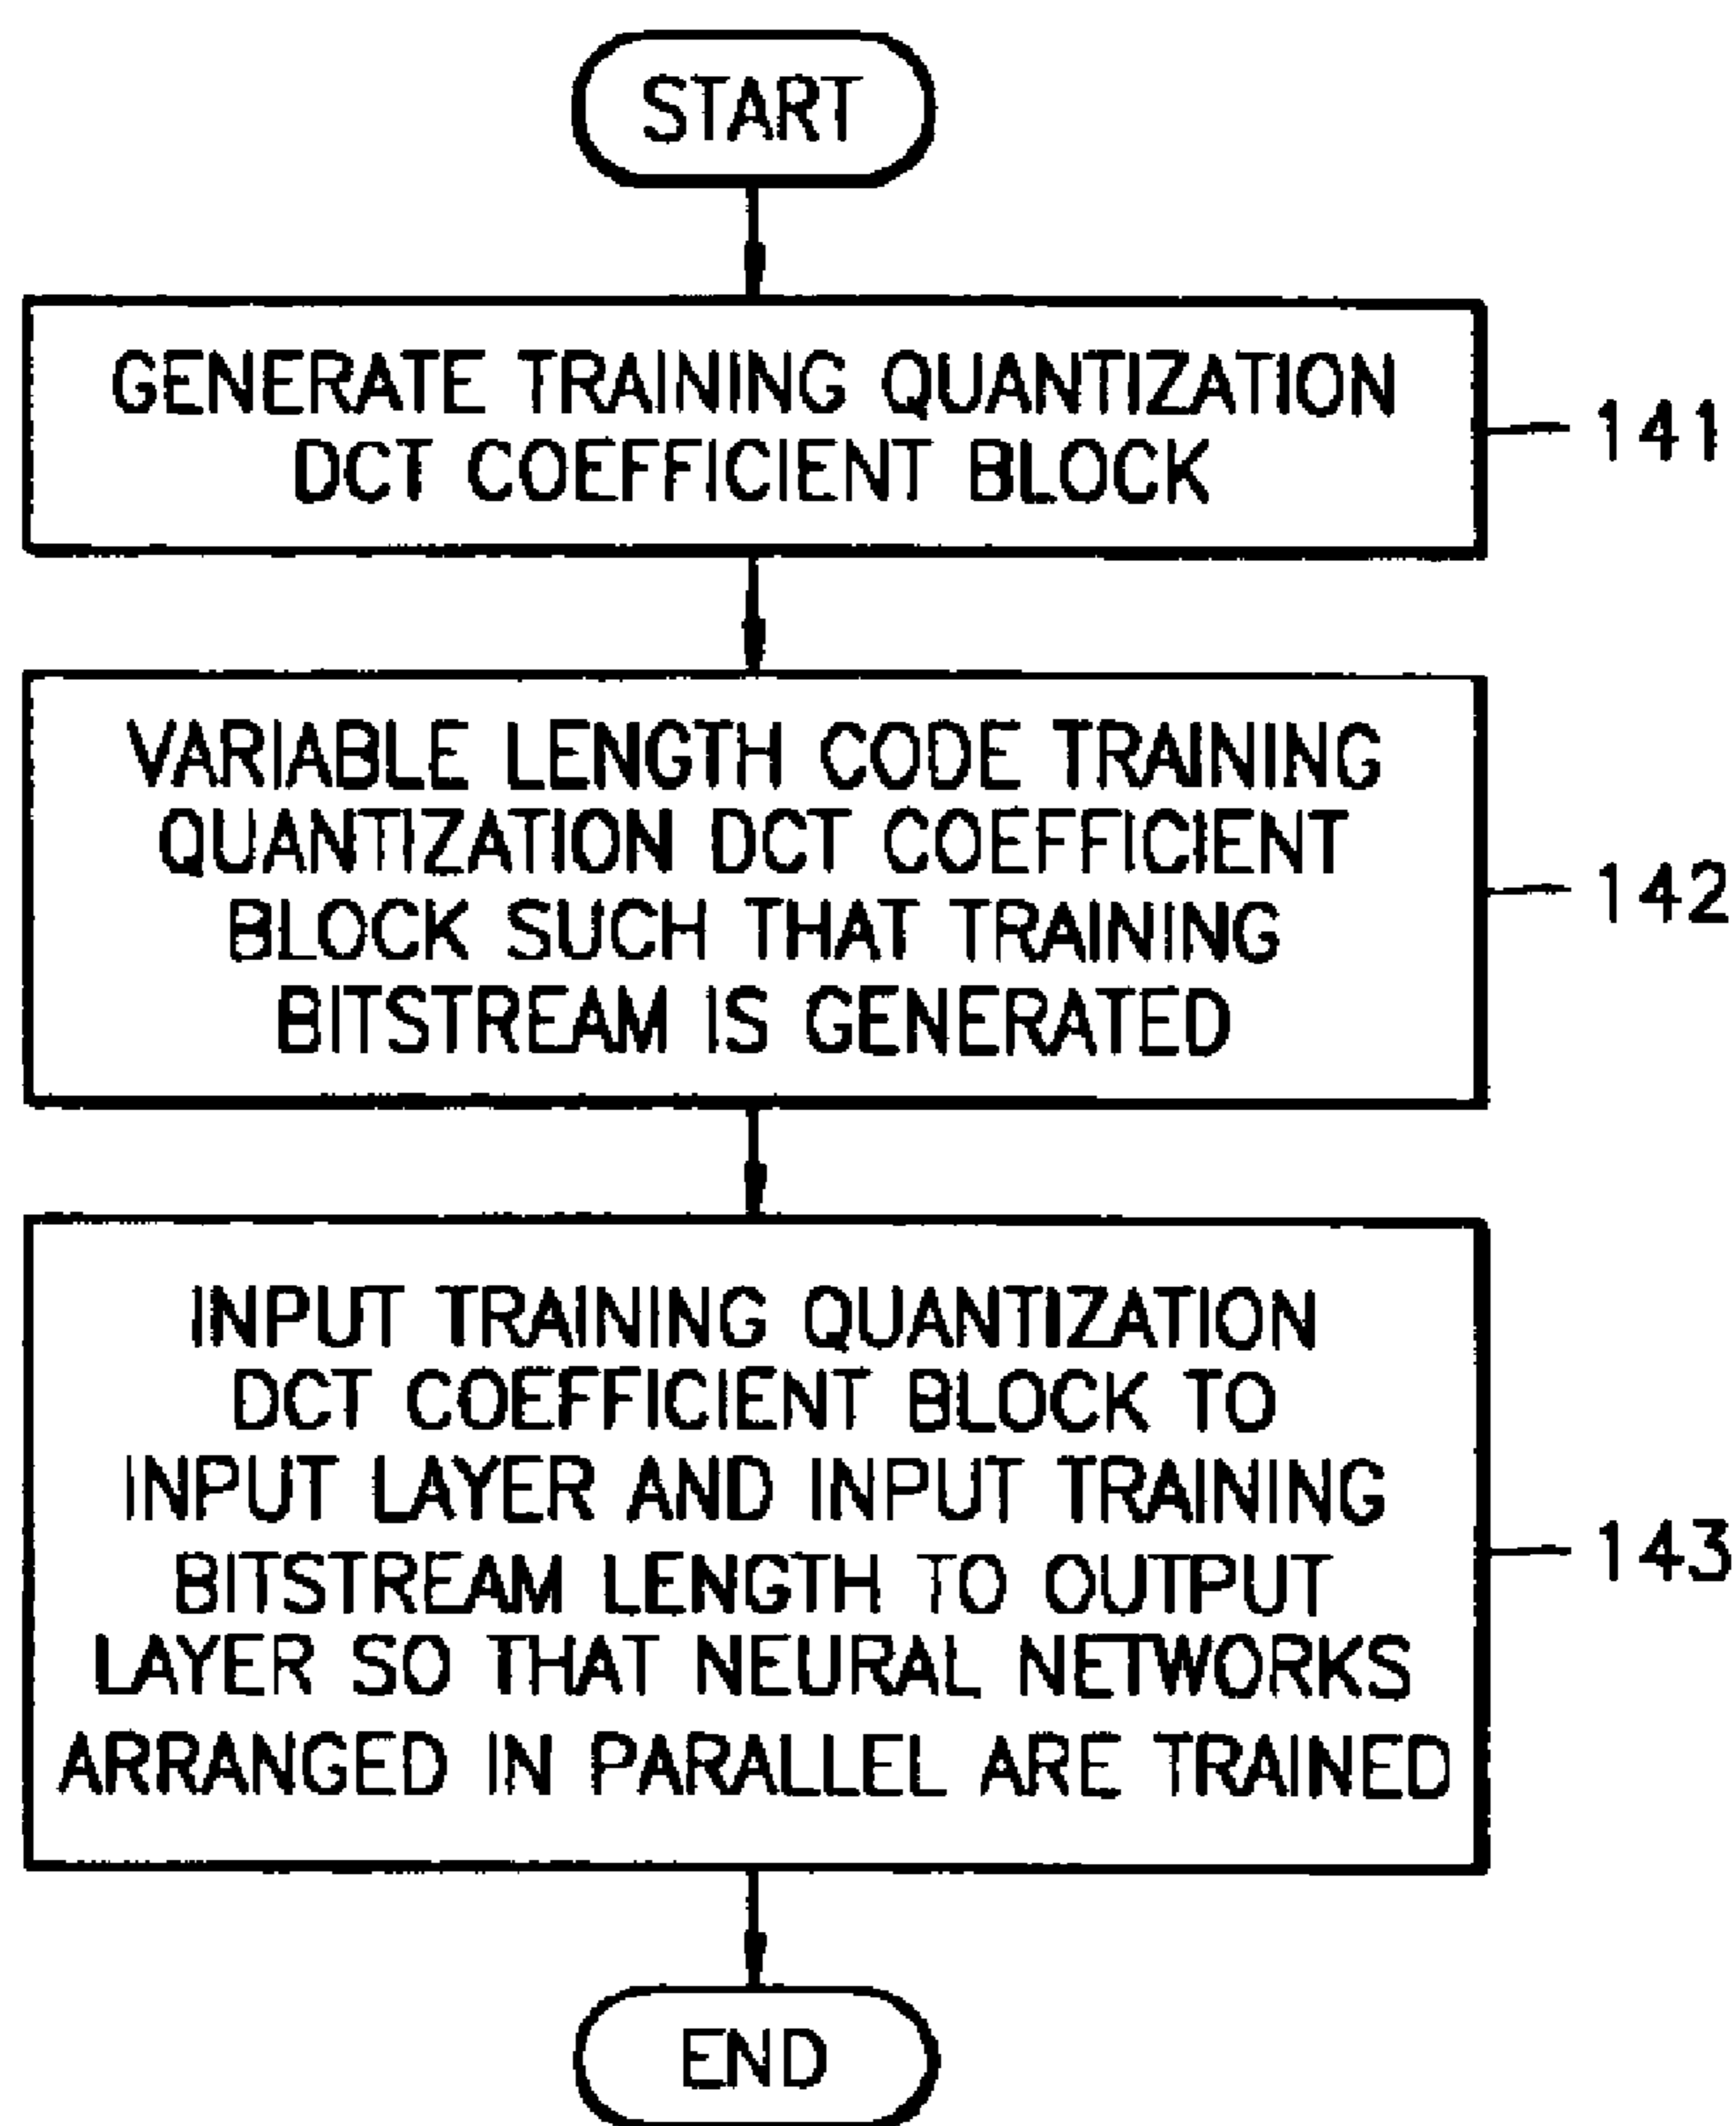 START
GENERATE TRAINING QUANTIZATION
DCT COEFFICIENT BLOCK
141
VARIABLE LENGTH CODE TRAINING
QUANTIZATION DCT COEFFICIENT
BLOCK SUCH THAT TRAINING
BITSTREAM IS GENERATED
142
INPUT TRAINING QUANTIZATION
DCT COEFFICIENT BLOCK TO
INPUT LAYER AND INPUT TRAINING
BITSTREAM LENGTH TO OUTPUT
LAYER SO THAT NEURAL NETWORKS
ARRANGED IN PARALLEL ARE TRAINED
143
END